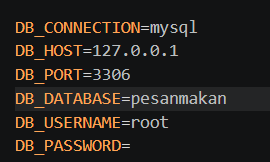 DB_CONNECTION=mysql
DB_HOST=127.0.0.1
DB_PORT=3306
DB_DATABASE=pesanmakan
DB_USERNAME=root
DB_PASSWORD=